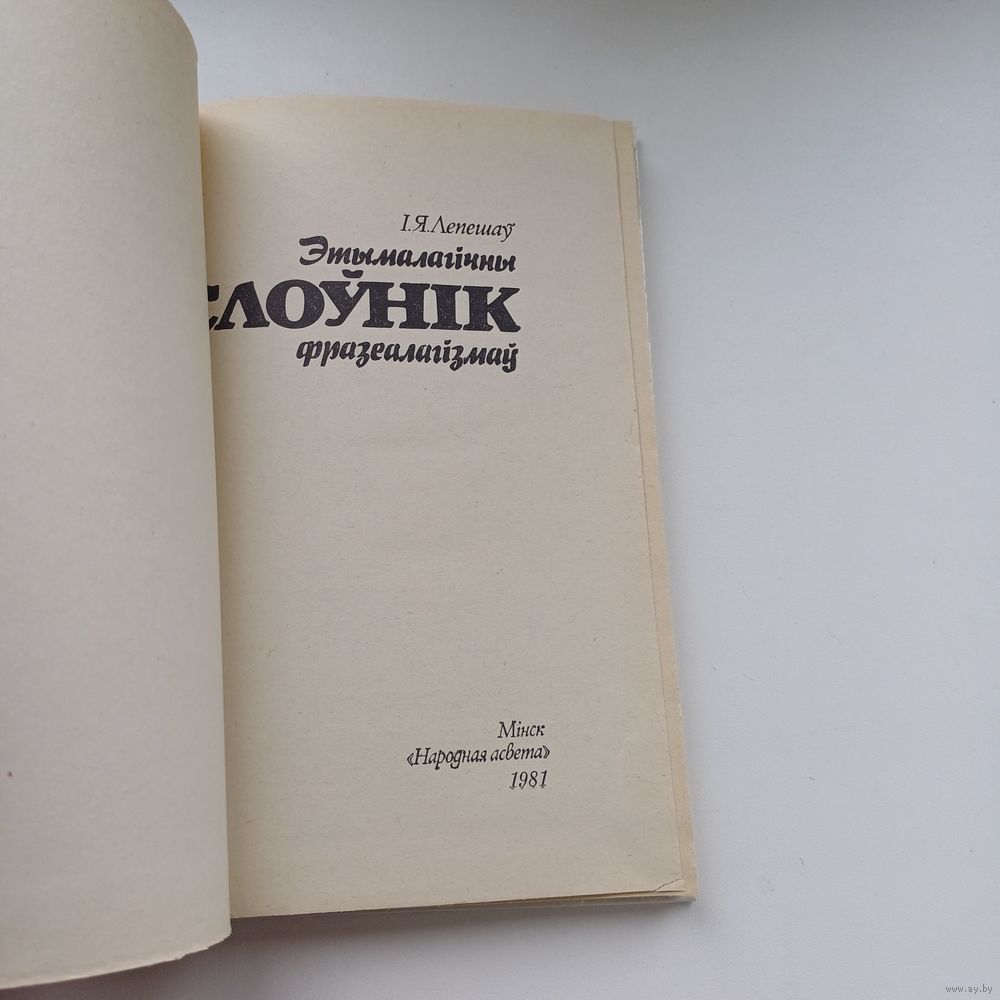 І.Я.Лепешаў
Этымалагічны
СЛОЎНІК
фразеалагізмаў
Мінск
«Народная асвета»
1981
www.ay.by